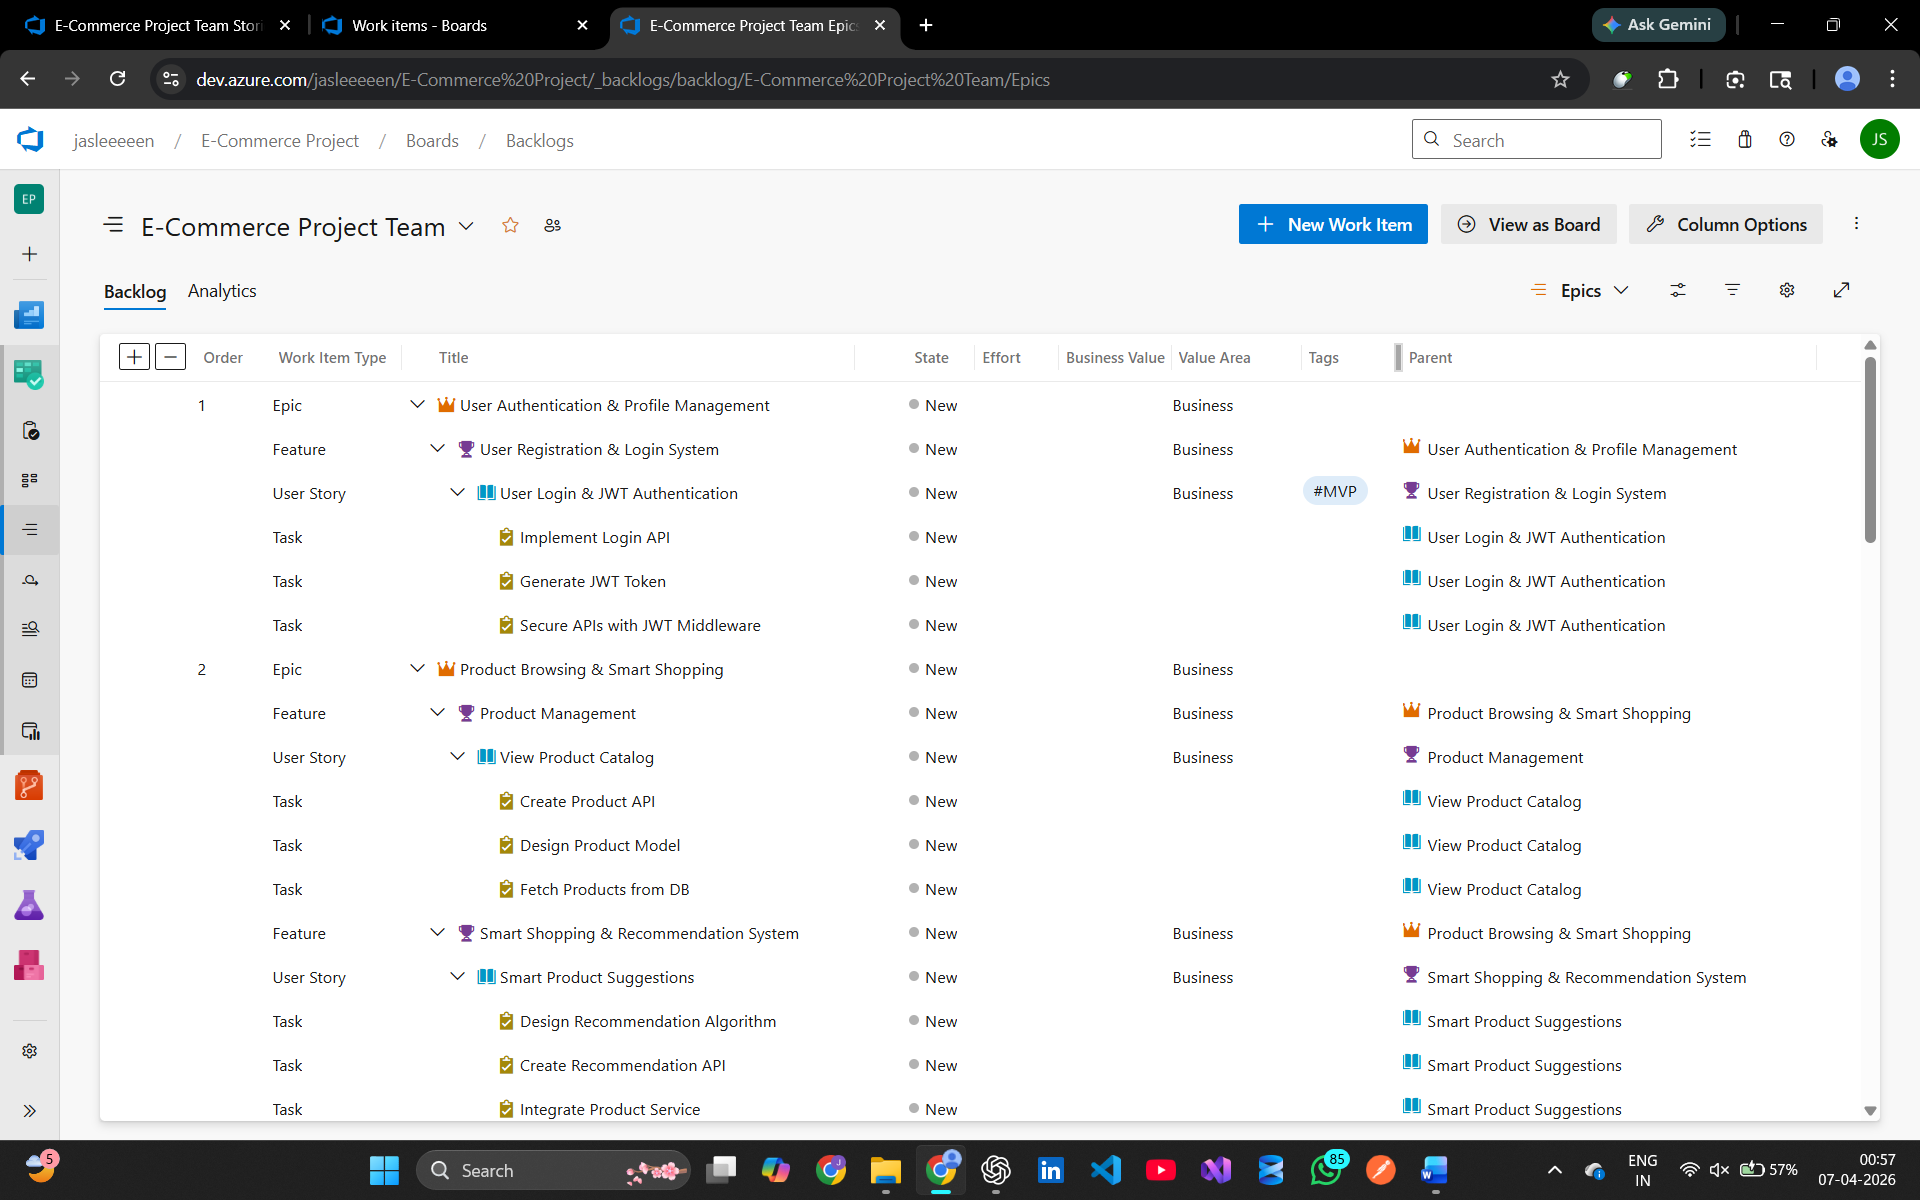 E-Commerce Project Team Stori
Work items - Boards
E-Commerce Project Team Epics
Ask Gemini
dev.azure.com/jasleeeeen/E-Commerce%20Project/_backlogs/backlog/E-Commerce%20Project%20Team/Epics
jasleeeeen / E-Commerce Project / Boards / Backlogs
Search
JS
EP
E-Commerce Project Team
New Work Item
View as Board
Column Options
Backlog Analytics
Epics
Order Work Item Type Title State Effort Business Value Value Area Tags Parent
1 Epic User Authentication & Profile Management New Business
Feature User Registration & Login System New Business User Authentication & Profile Management
User Story User Login & JWT Authentication New Business #MVP User Registration & Login System
Task Implement Login API New User Login & JWT Authentication
Task Generate JWT Token New User Login & JWT Authentication
Task Secure APIs with JWT Middleware New User Login & JWT Authentication
2 Epic Product Browsing & Smart Shopping New Business
Feature Product Management New Business Product Browsing & Smart Shopping
User Story View Product Catalog New Business Product Management
Task Create Product API New View Product Catalog
Task Design Product Model New View Product Catalog
Task Fetch Products from DB New View Product Catalog
Feature Smart Shopping & Recommendation System New Business Product Browsing & Smart Shopping
User Story Smart Product Suggestions New Business Smart Shopping & Recommendation System
Task Design Recommendation Algorithm New Smart Product Suggestions
Task Create Recommendation API New Smart Product Suggestions
Task Integrate Product Service New Smart Product Suggestions
5
Search
85
ENG
IN
57%
00:57
07-04-2026